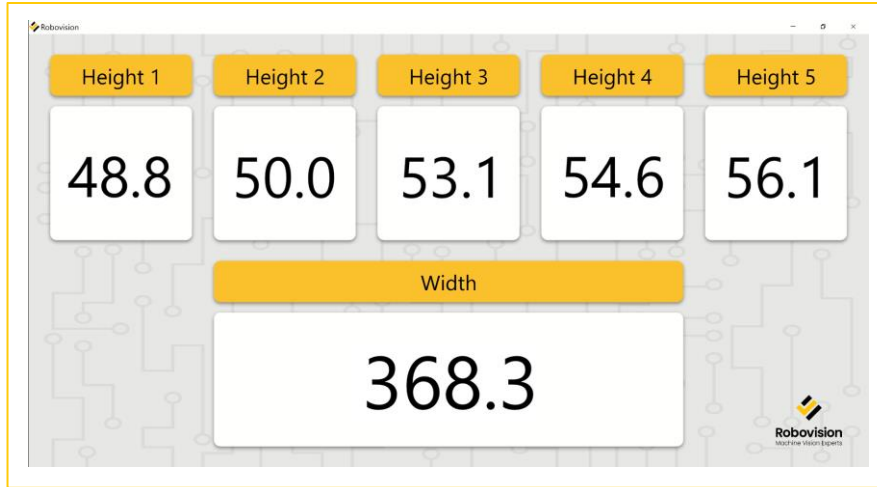 Robovision
Height 1 Height 2 Height 3 Height 4 Height 5
48.8 50.0 53.1 54.6 56.1
Width
368.3
Robovision
Machine Vision Experts